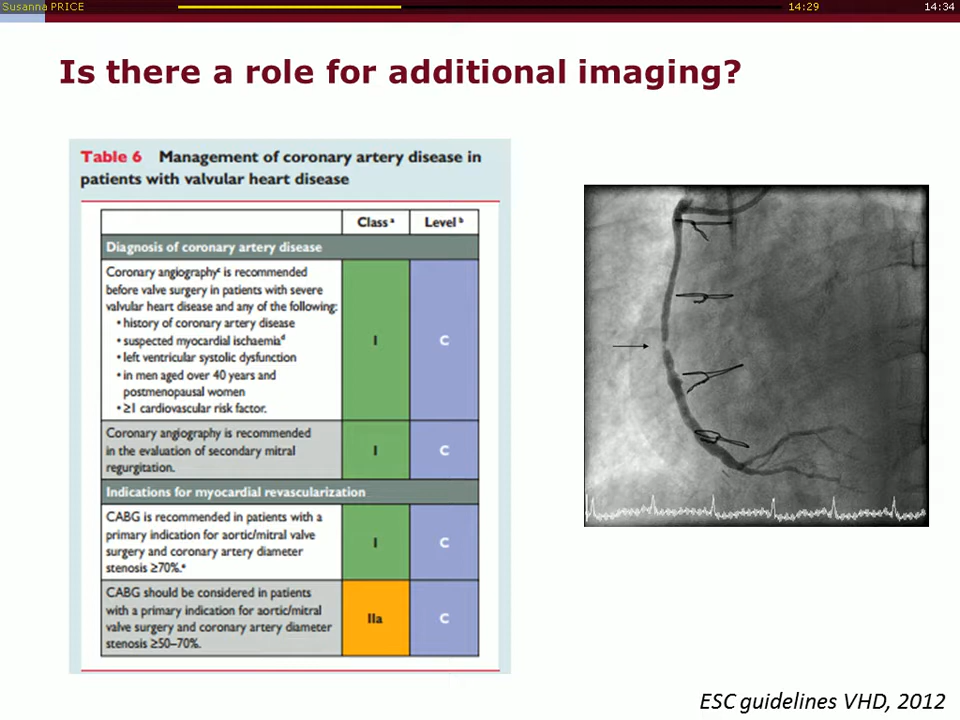 Susanna PRICE
14:29
14:34
Is there a role for additional imaging?
Table 6 Management of coronary artery disease in
patients with valvular heart disease
Class a
Level b
Diagnosis of coronary artery disease
Coronary angiographyc is recommended
before valve surgery in patients with severe
valvular heart disease and any of the following:
• history of coronary artery disease
• suspected myocardial ischaemiad
• left ventricular systolic dysfunction
• in men aged over 40 years and
postmenopausal women
• ≥1 cardiovascular risk factor.
I
C
Coronary angiography is recommended
in the evaluation of secondary mitral
regurgitation.
I
C
Indications for myocardial revascularization
CABG is recommended in patients with a
primary indication for aortic/mitral valve
surgery and coronary artery diameter
stenosis ≥70%.e
I
C
CABG should be considered in patients
with a primary indication for aortic/mitral
valve surgery and coronary artery diameter
stenosis ≥50–70%.
IIa
C
ESC guidelines VHD, 2012